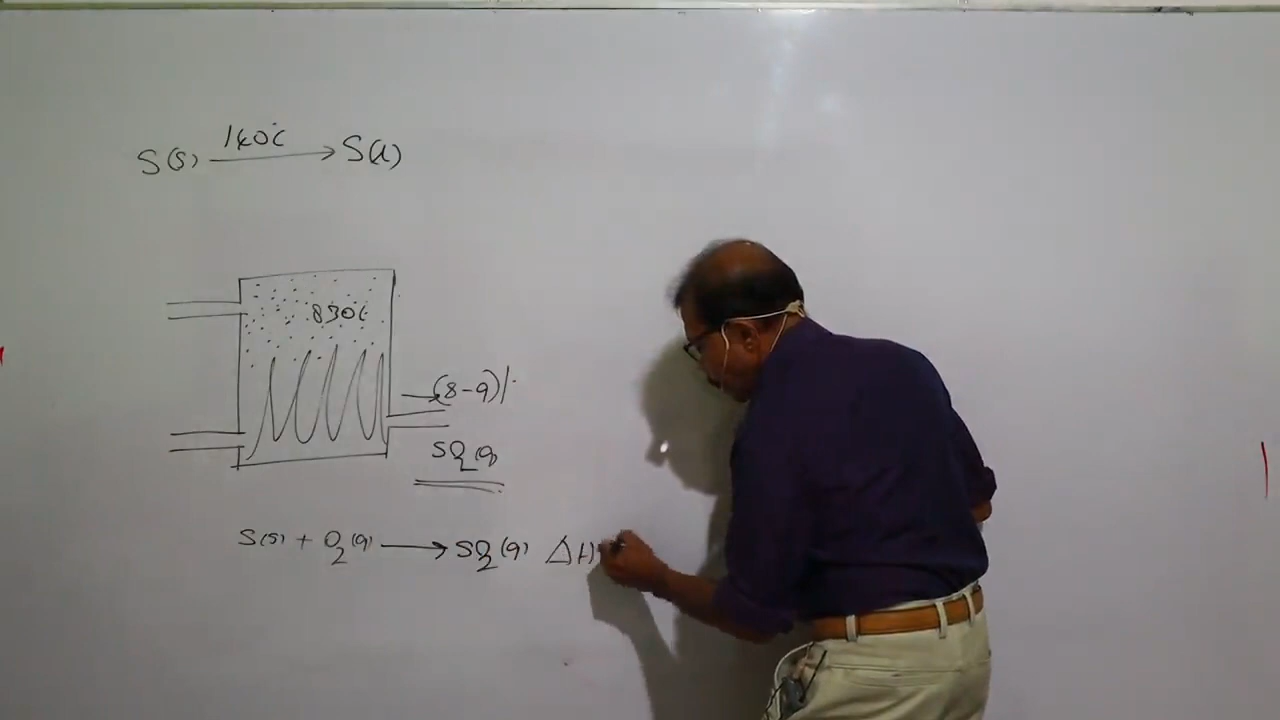 S(s) 140°C → S(l)
830°C
→ (8-9)%
SO₂(g)
S(s) + O₂(g) → SO₂(g) ΔH